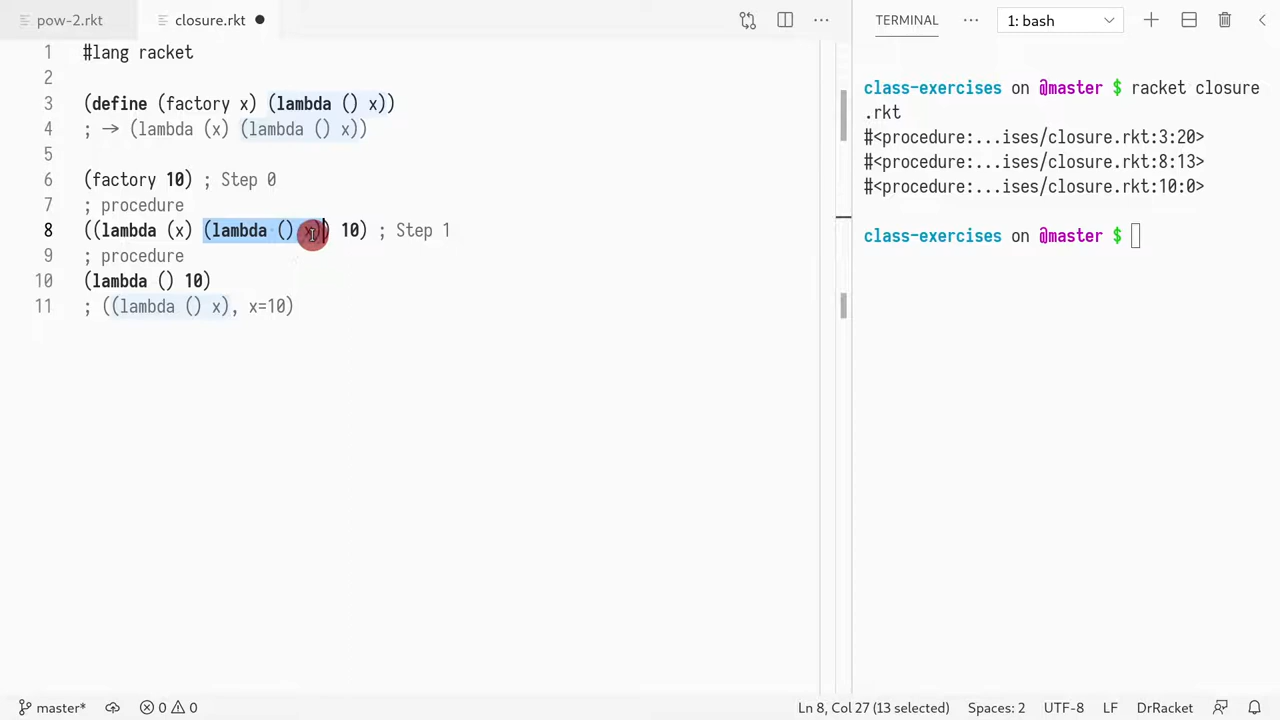 pow-2.rkt
closure.rkt
TERMINAL
1: bash
1 #lang racket
2
3 (define (factory x) (lambda () x))
4 ; → (lambda (x) (lambda () x))
5
6 (factory 10) ; Step 0
7 ; procedure
8 ((lambda (x) (lambda () x)) 10) ; Step 1
9 ; procedure
10 (lambda () 10)
11 ; ((lambda () x), x=10)
class-exercises on @master $ racket closure
.rkt
#<procedure:...ises/closure.rkt:3:20>
#<procedure:...ises/closure.rkt:8:13>
#<procedure:...ises/closure.rkt:10:0>
class-exercises on @master $
master* 0 0 Ln 8, Col 27 (13 selected) Spaces: 2 UTF-8 LF DrRacket